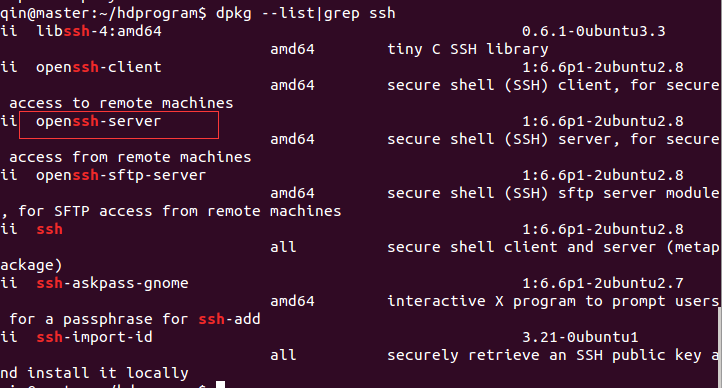 qin@master:~/hdprogram$ dpkg --list|grep ssh
ii  libssh-4:amd64                                    0.6.1-0ubuntu3.3
                              amd64        tiny C SSH library
ii  openssh-client                                    1:6.6p1-2ubuntu2.8
                              amd64        secure shell (SSH) client, for secure
 access to remote machines
ii  openssh-server                                    1:6.6p1-2ubuntu2.8
                              amd64        secure shell (SSH) server, for secure
 access from remote machines
ii  openssh-sftp-server                               1:6.6p1-2ubuntu2.8
                              amd64        secure shell (SSH) sftp server module
, for SFTP access from remote machines
ii  ssh                                               1:6.6p1-2ubuntu2.8
                              all          secure shell client and server (metap
ackage)
ii  ssh-askpass-gnome                                 1:6.6p1-2ubuntu2.7
                              amd64        interactive X program to prompt users
 for a passphrase for ssh-add
ii  ssh-import-id                                     3.21-0ubuntu1
                              all          securely retrieve an SSH public key a
nd install it locally
qin@master:~/hdprogram$